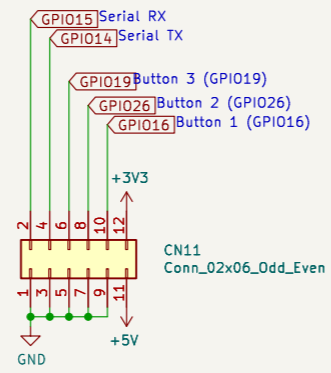 GPIO15 Serial RX
GPIO14 Serial TX
GPIO19 Button 3 (GPIO19)
GPIO26 Button 2 (GPIO26)
GPIO16 Button 1 (GPIO16)
+3V3
2 4 6 8 10 12
CN11
Conn_02x06_Odd_Even
1 3 5 7 9 11
+5V
GND